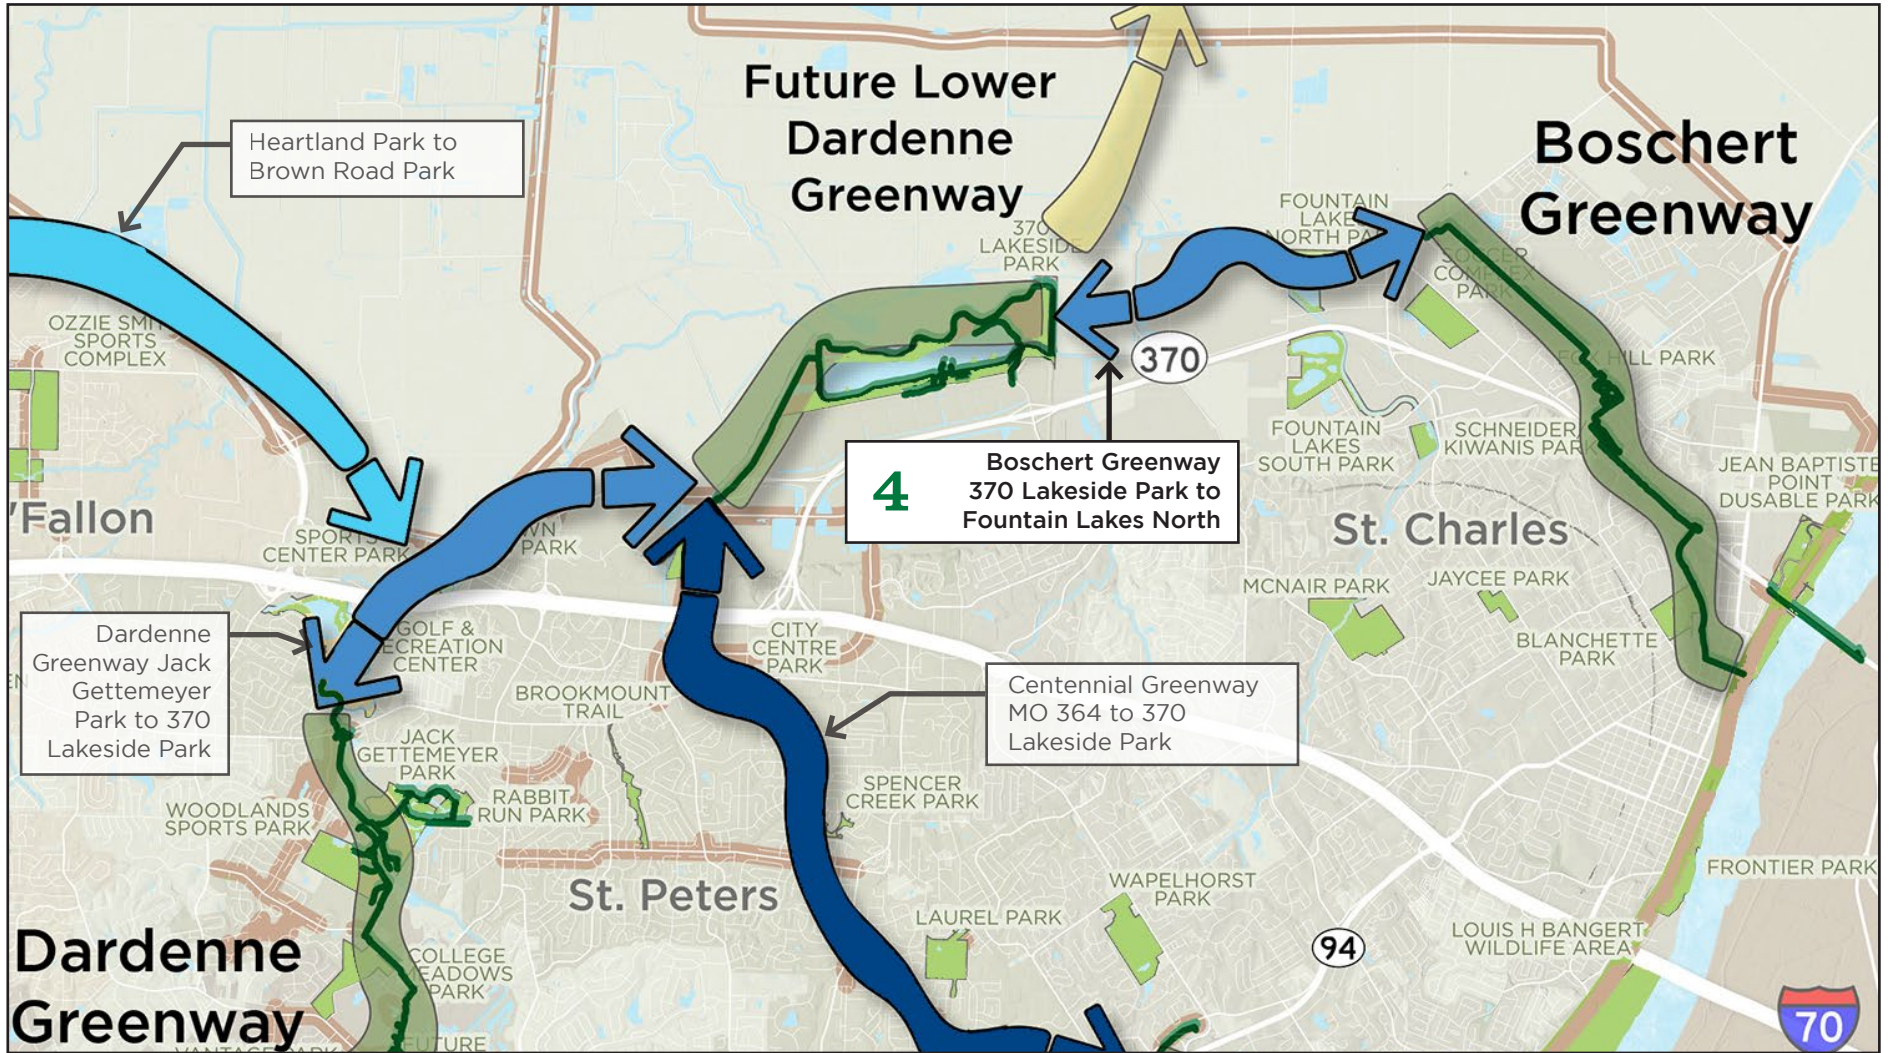 Future Lower
Dardenne
Greenway
Boschert
Greenway
Heartland Park to
Brown Road Park
370
LAKESIDE
PARK
FOUNTAIN
LAKE
NORTH PA
SOCCER
COMPLEX
PARK
OZZIE SMI
SPORTS
COMPLEX
370
FOX HILL PARK
4
Boschert Greenway
370 Lakeside Park to
Fountain Lakes North
FOUNTAIN
LAKES
SOUTH PARK
SCHNEIDER
KIWANIS PARK
JEAN BAPTISTE
POINT
DUSABLE PARK
'Fallon
SPORTS
CENTER PARK
WN
PARK
St. Charles
MCNAIR PARK
JAYCEE PARK
BLANCHETTE
PARK
Dardenne
Greenway Jack
Gettemeyer
Park to 370
Lakeside Park
GOLF &
ECREATION
CENTER
CITY
CENTRE
PARK
Centennial Greenway
MO 364 to 370
Lakeside Park
BROOKMOUNT
TRAIL
JACK
GETTEMEYER
PARK
RABBIT
RUN PARK
WOODLANDS
SPORTS PARK
SPENCER
CREEK PARK
St. Peters
WAPELHORST
PARK
FRONTIER PARK
LAUREL PARK
94
LOUIS H BANGERT
WILDLIFE AREA
Dardenne
Greenway
COLLEGE
MEADOWS
PARK
70
VANTAGE PARK
FUTURE